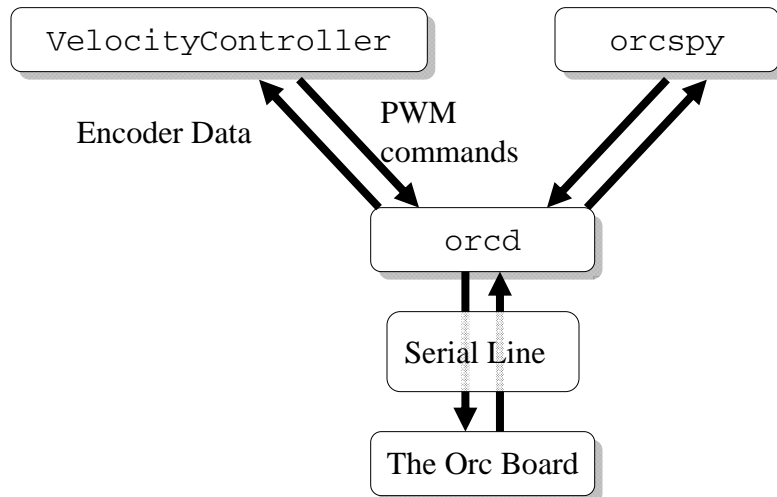 VelocityController
orcspy
Encoder Data
PWM
commands
orcd
Serial Line
The Orc Board